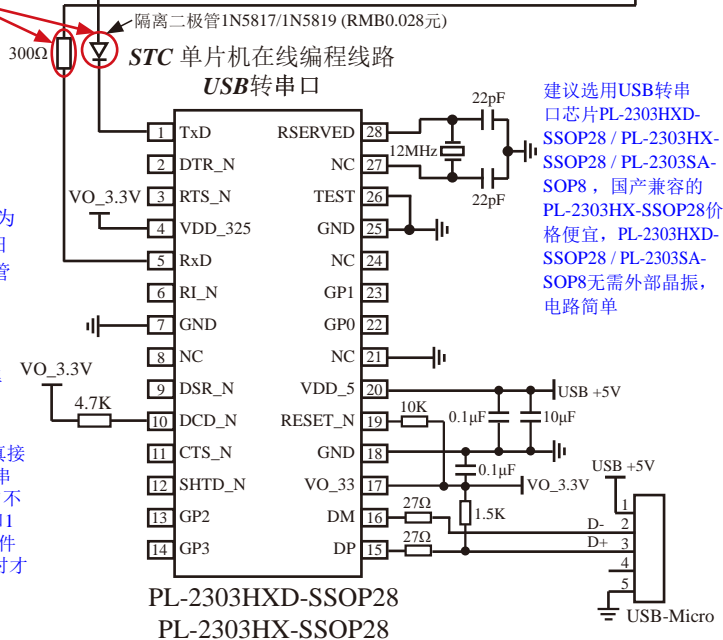 隔离二极管1N5817/1N5819 (RMB0.028元)
300Ω
STC 单片机在线编程线路
USB转串口
建议选用USB转串
口芯片PL-2303HXD-
SSOP28 / PL-2303HX-
SSOP28 / PL-2303SA-
SOP8 ，国产兼容的
PL-2303HX-SSOP28价
格便宜，PL-2303HXD-
SSOP28 / PL-2303SA-
SOP8无需外部晶振，
电路简单
22pF
12MHz
22pF
1 TxD
2 DTR_N
3 RTS_N
4 VDD_325
5 RxD
6 RI_N
7 GND
8 NC
9 DSR_N
10 DCD_N
11 CTS_N
12 SHTD_N
13 GP2
14 GP3
RSERVED 28
NC 27
TEST 26
GND 25
NC 24
GP1 23
GP0 22
NC 21
VDD_5 20
RESET_N 19
GND 18
VO_33 17
DM 16
DP 15
VO_3.3V
为
管
VO_3.3V
4.7K
接
串
不
1
件
时才
10K
0.1μF
10μF
USB +5V
0.1μF
VO_3.3V
27Ω
27Ω
1.5K
USB +5V
D-
D+
1
2
3
4
5
USB-Micro
PL-2303HXD-SSOP28
PL-2303HX-SSOP28